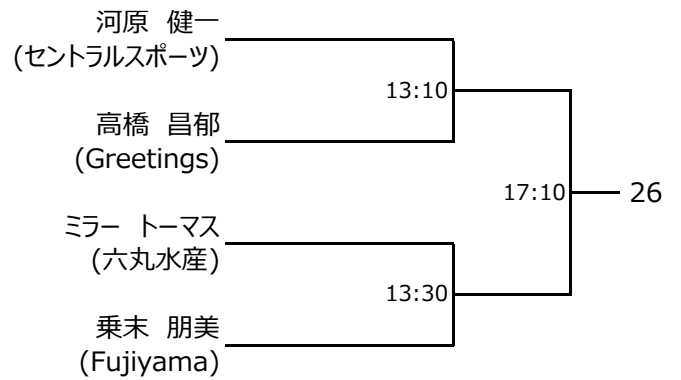 河原 健一
(セントラルスポーツ)
13:10
高橋 昌郁
(Greetings)
17:10
26
ミラー トーマス
(六丸水産)
13:30
乗末 朋美
(Fujiyama)